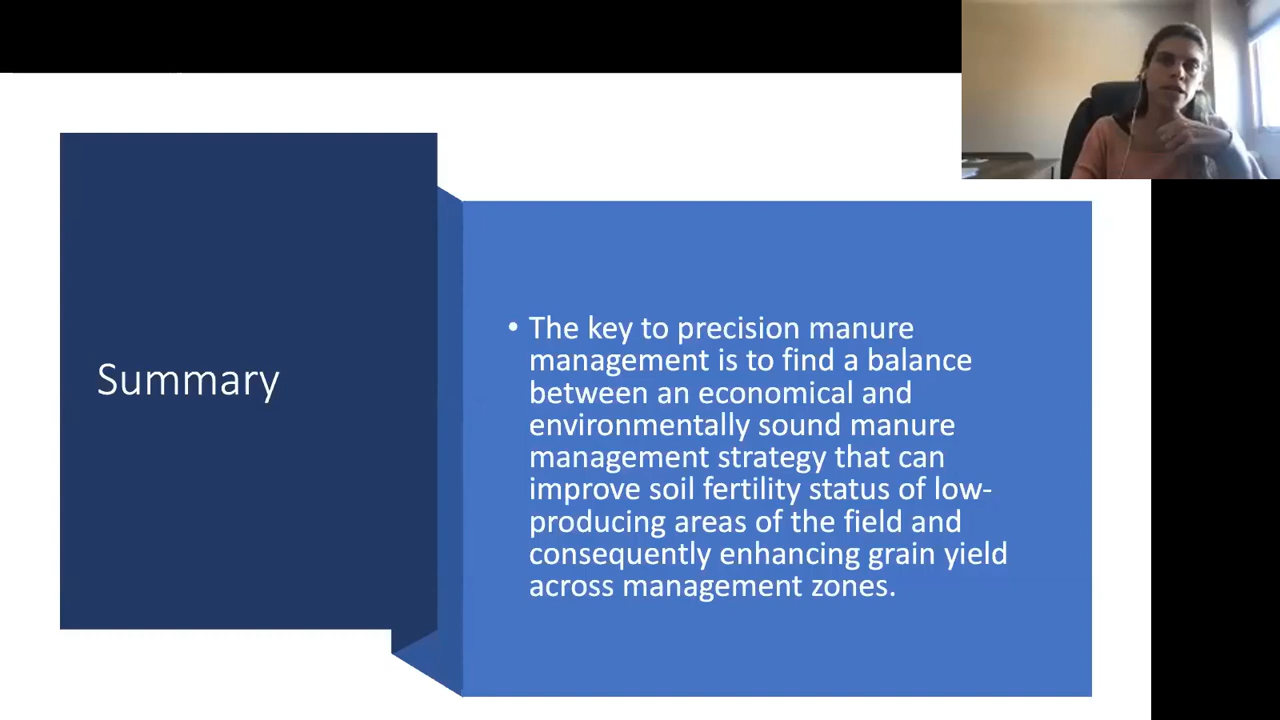 Summary
• The key to precision manure
management is to find a balance
between an economical and
environmentally sound manure
management strategy that can
improve soil fertility status of low-
producing areas of the field and
consequently enhancing grain yield
across management zones.